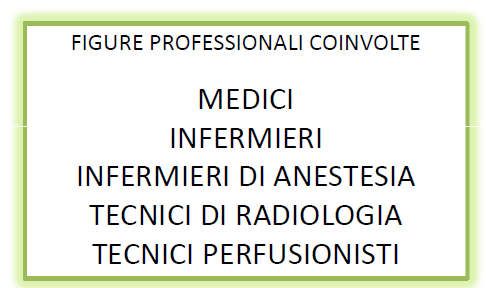 FIGURE PROFESSIONALI COINVOLTE
MEDICI
INFERMIERI
INFERMIERI DI ANESTESIA
TECNICI DI RADIOLOGIA
TECNICI PERFUSIONISTI